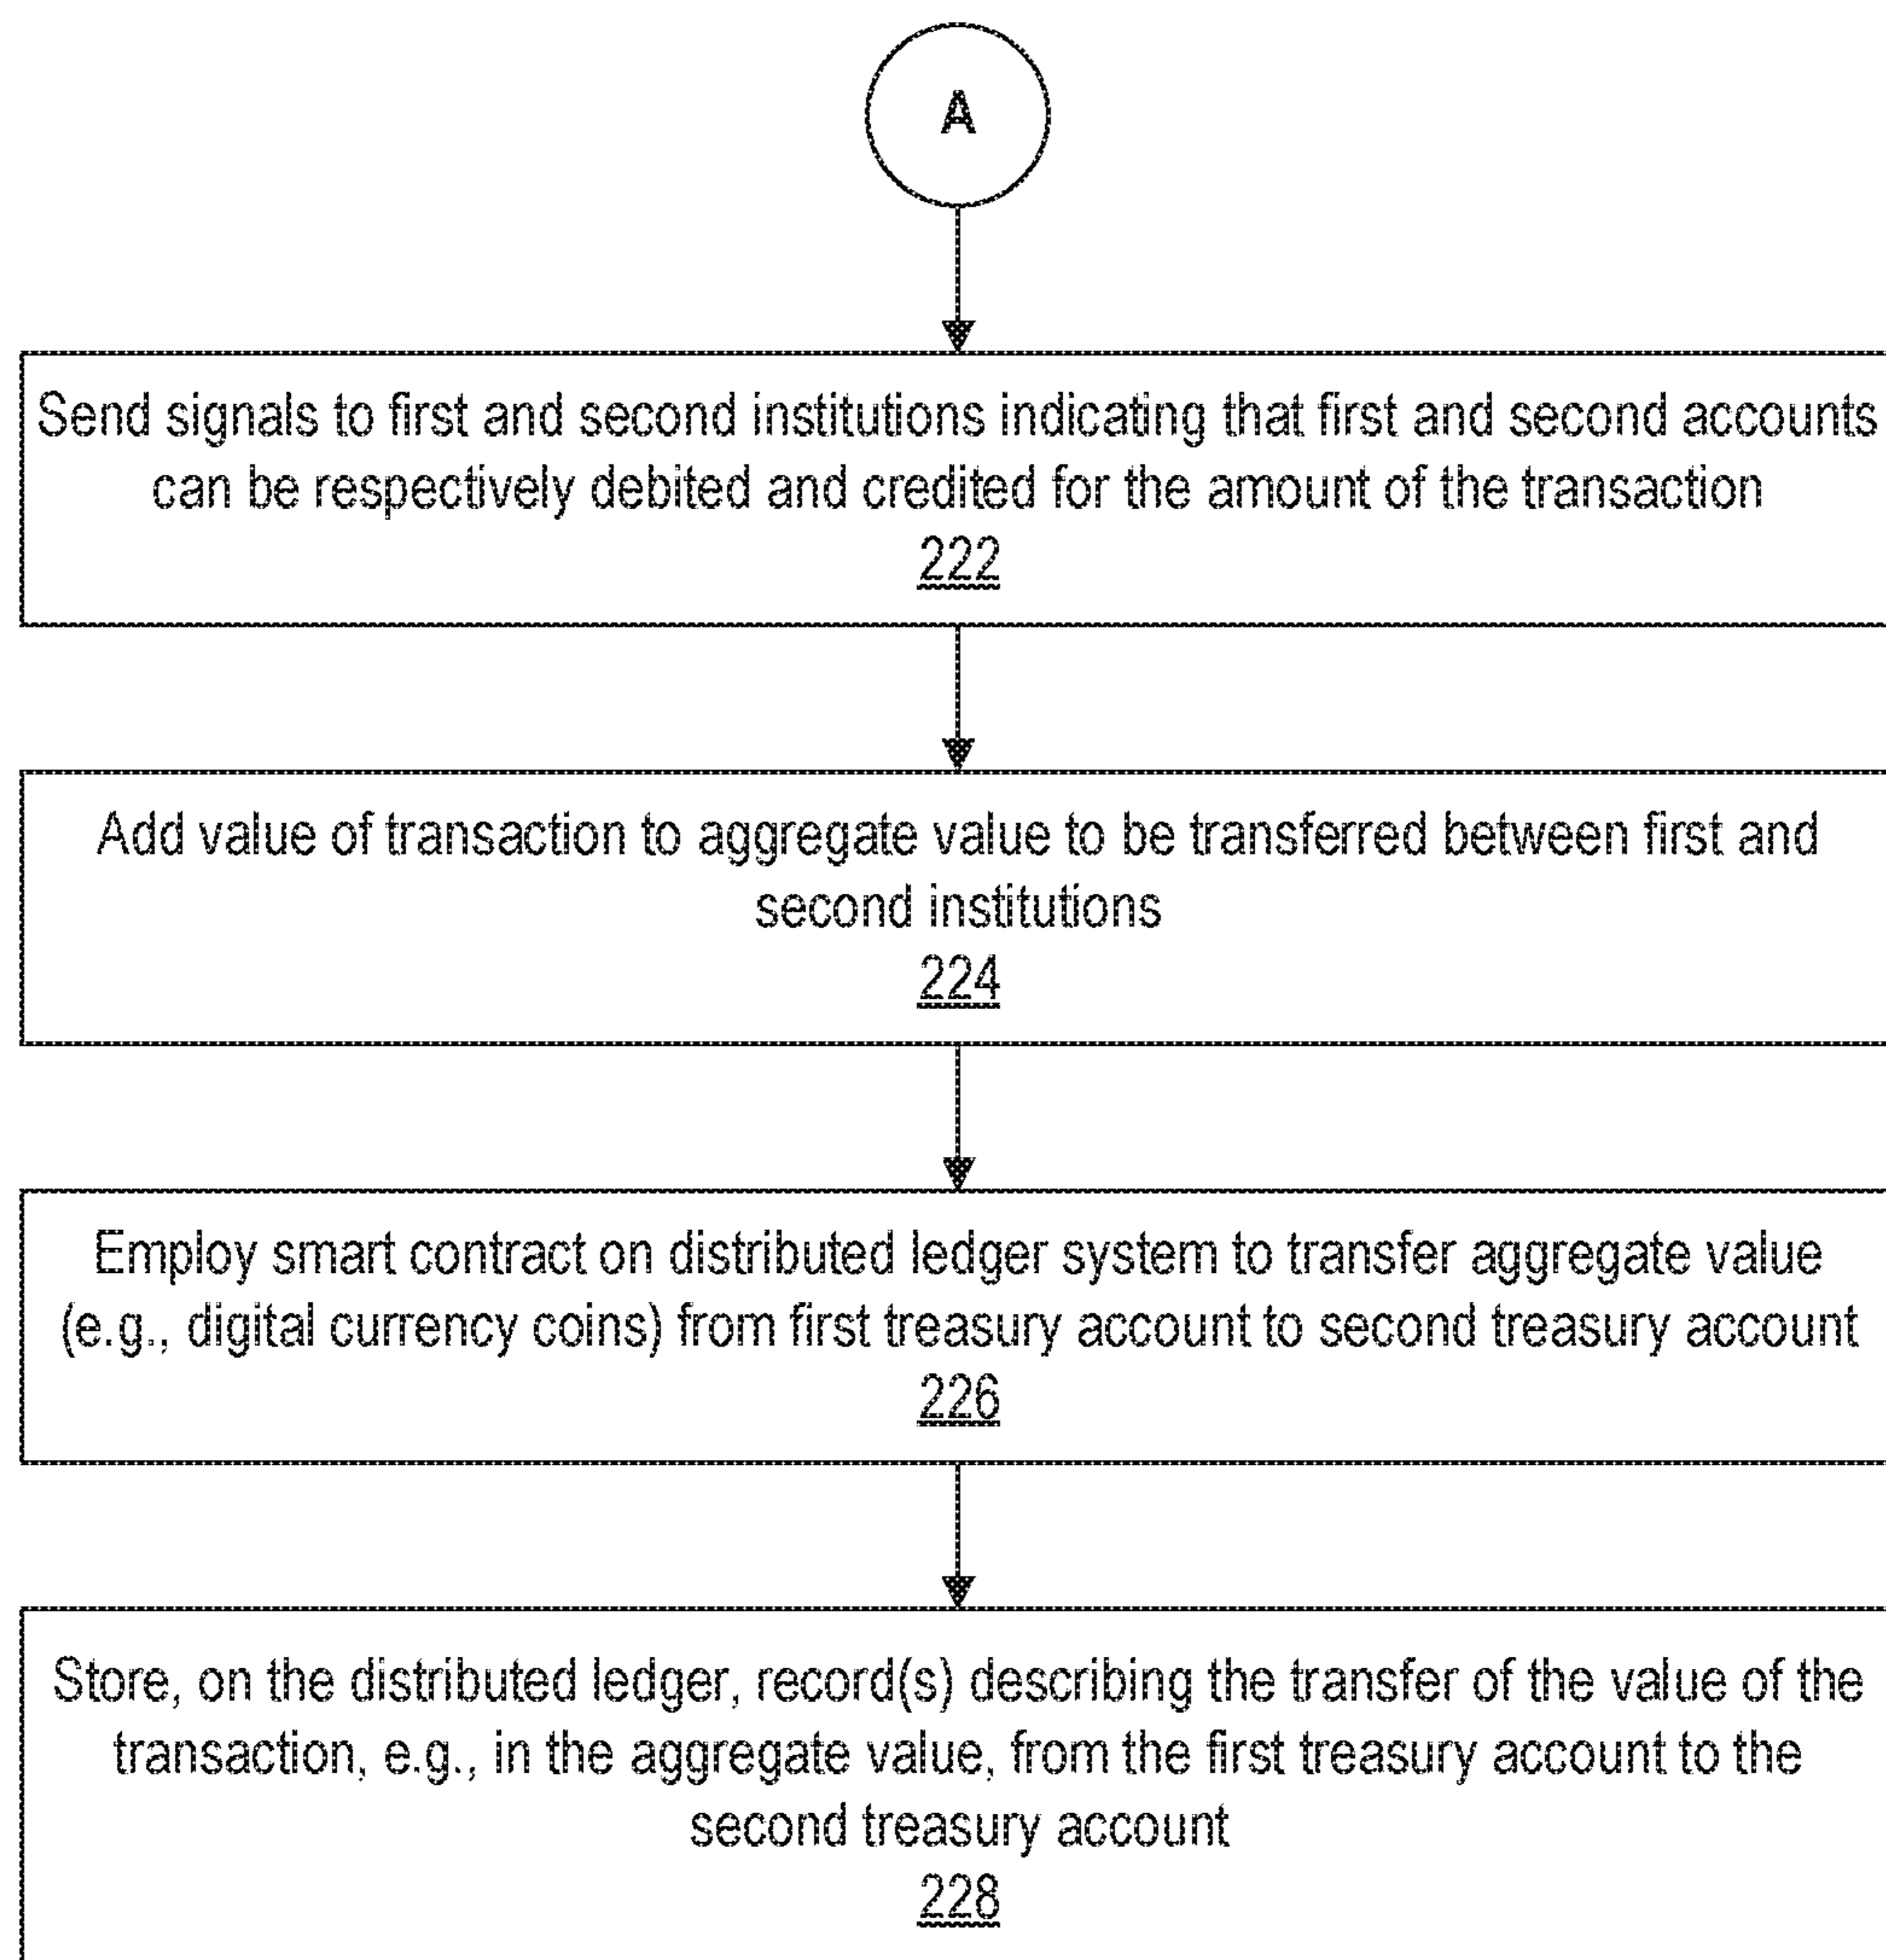 A
Send signals to first and second institutions indicating that first and second accounts
can be respectively debited and credited for the amount of the transaction
222
Add value of transaction to aggregate value to be transferred between first and
second institutions
224
Employ smart contract on distributed ledger system to transfer aggregate value
(e.g., digital currency coins) from first treasury account to second treasury account
226
Store, on the distributed ledger, record(s) describing the transfer of the value of the
transaction, e.g., in the aggregate value, from the first treasury account to the
second treasury account
228